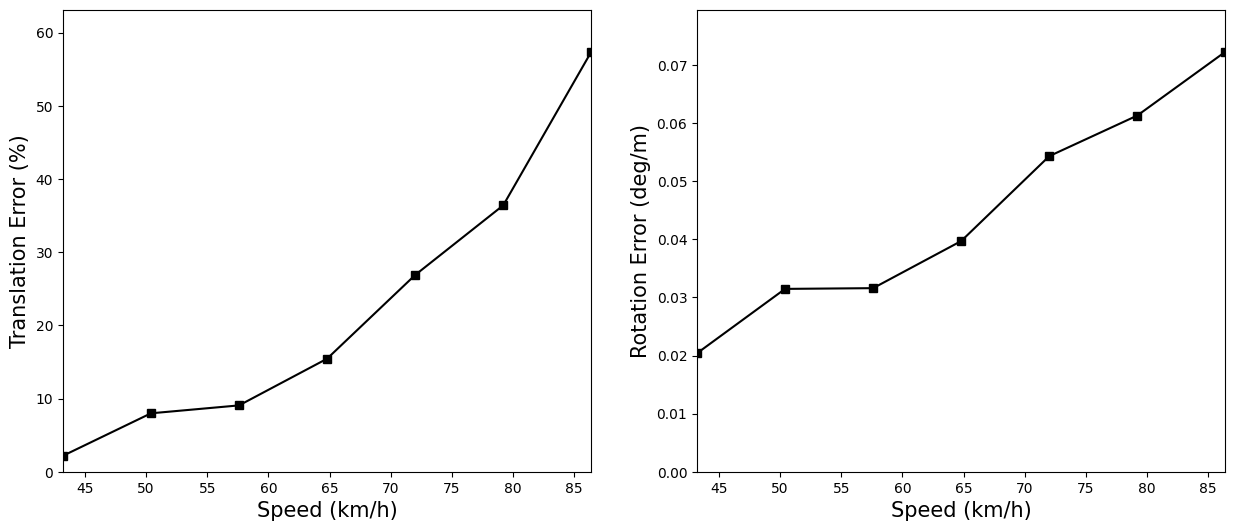 Translation Error (%)
60
50
40
30
20
10
0
45 50 55 60 65 70 75 80 85
Speed (km/h)
Rotation Error (deg/m)
0.07
0.06
0.05
0.04
0.03
0.02
0.01
0.00
45 50 55 60 65 70 75 80 85
Speed (km/h)